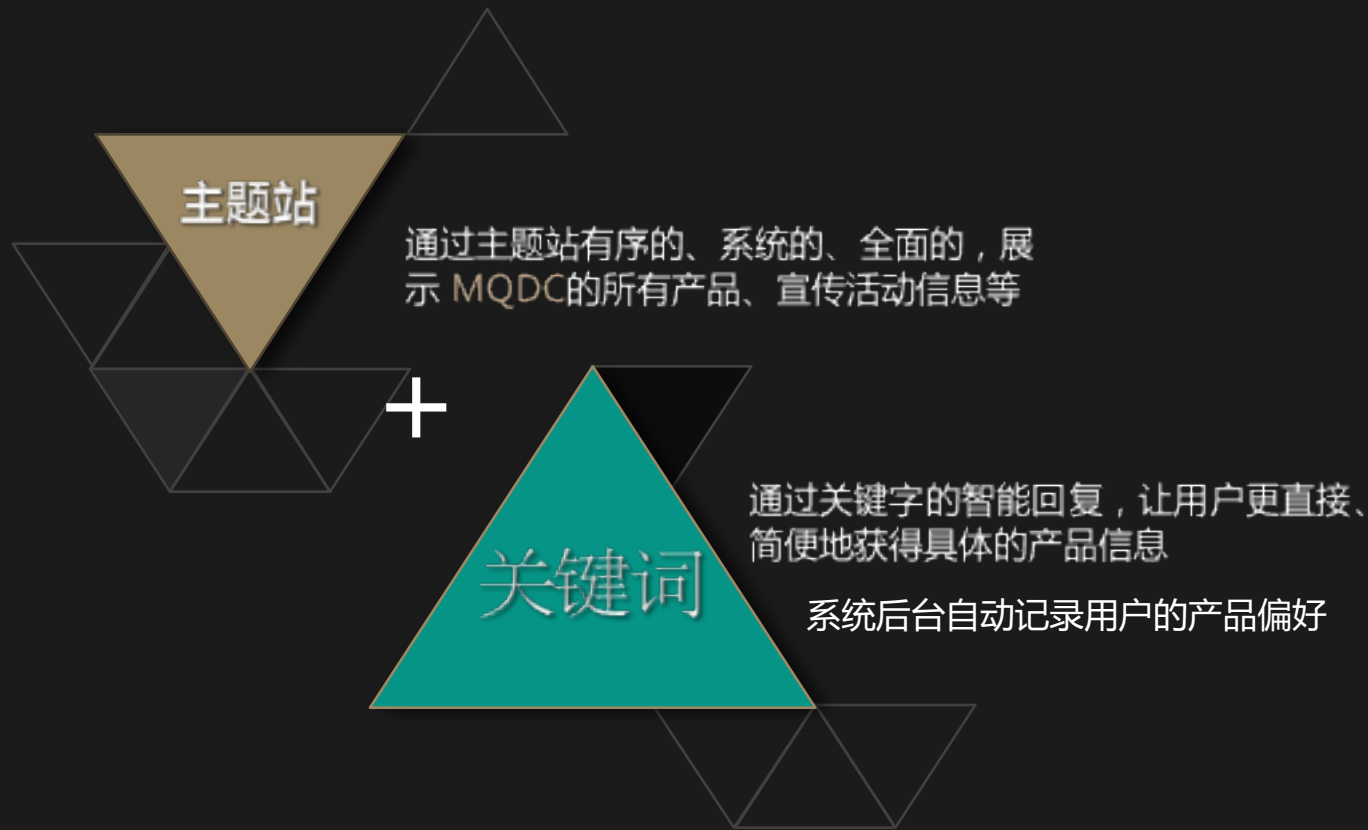 主题站
通过主题站有序的、系统的、全面的，展
示 MQDC的所有产品、宣传活动信息等
+
关键词
通过关键字的智能回复，让用户更直接、
简便地获得具体的产品信息
系统后台自动记录用户的产品偏好